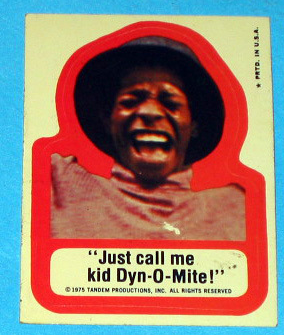 * PRTD. IN U.S.A.
"Just call me
kid Dyn-O-Mite!"
©1975 TANDEM PRODUCTIONS, INC. ALL RIGHTS RESERVED